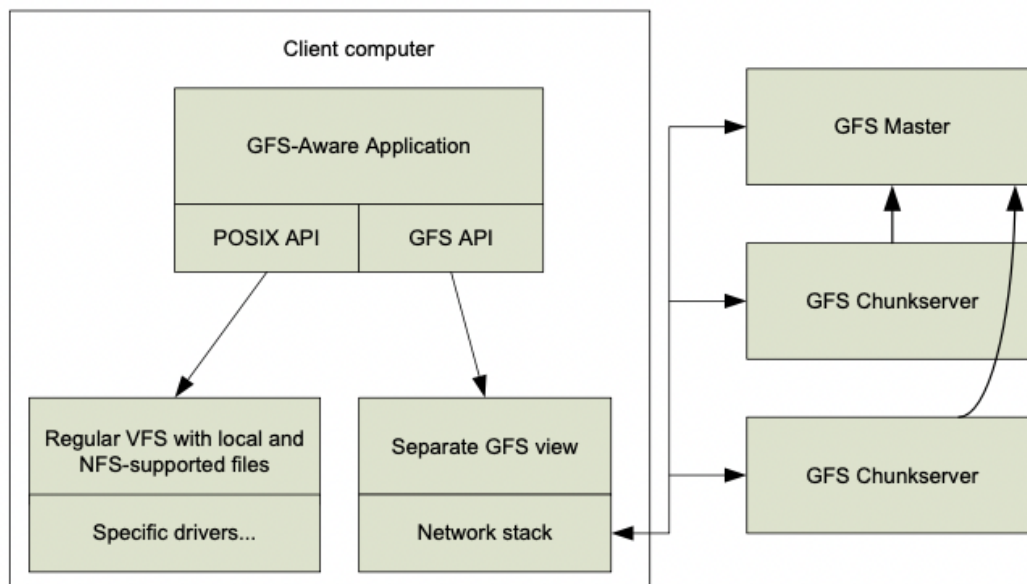 Client computer
GFS-Aware Application
POSIX API
GFS API
Regular VFS with local and
NFS-supported files
Specific drivers...
Separate GFS view
Network stack
GFS Master
GFS Chunkserver
GFS Chunkserver